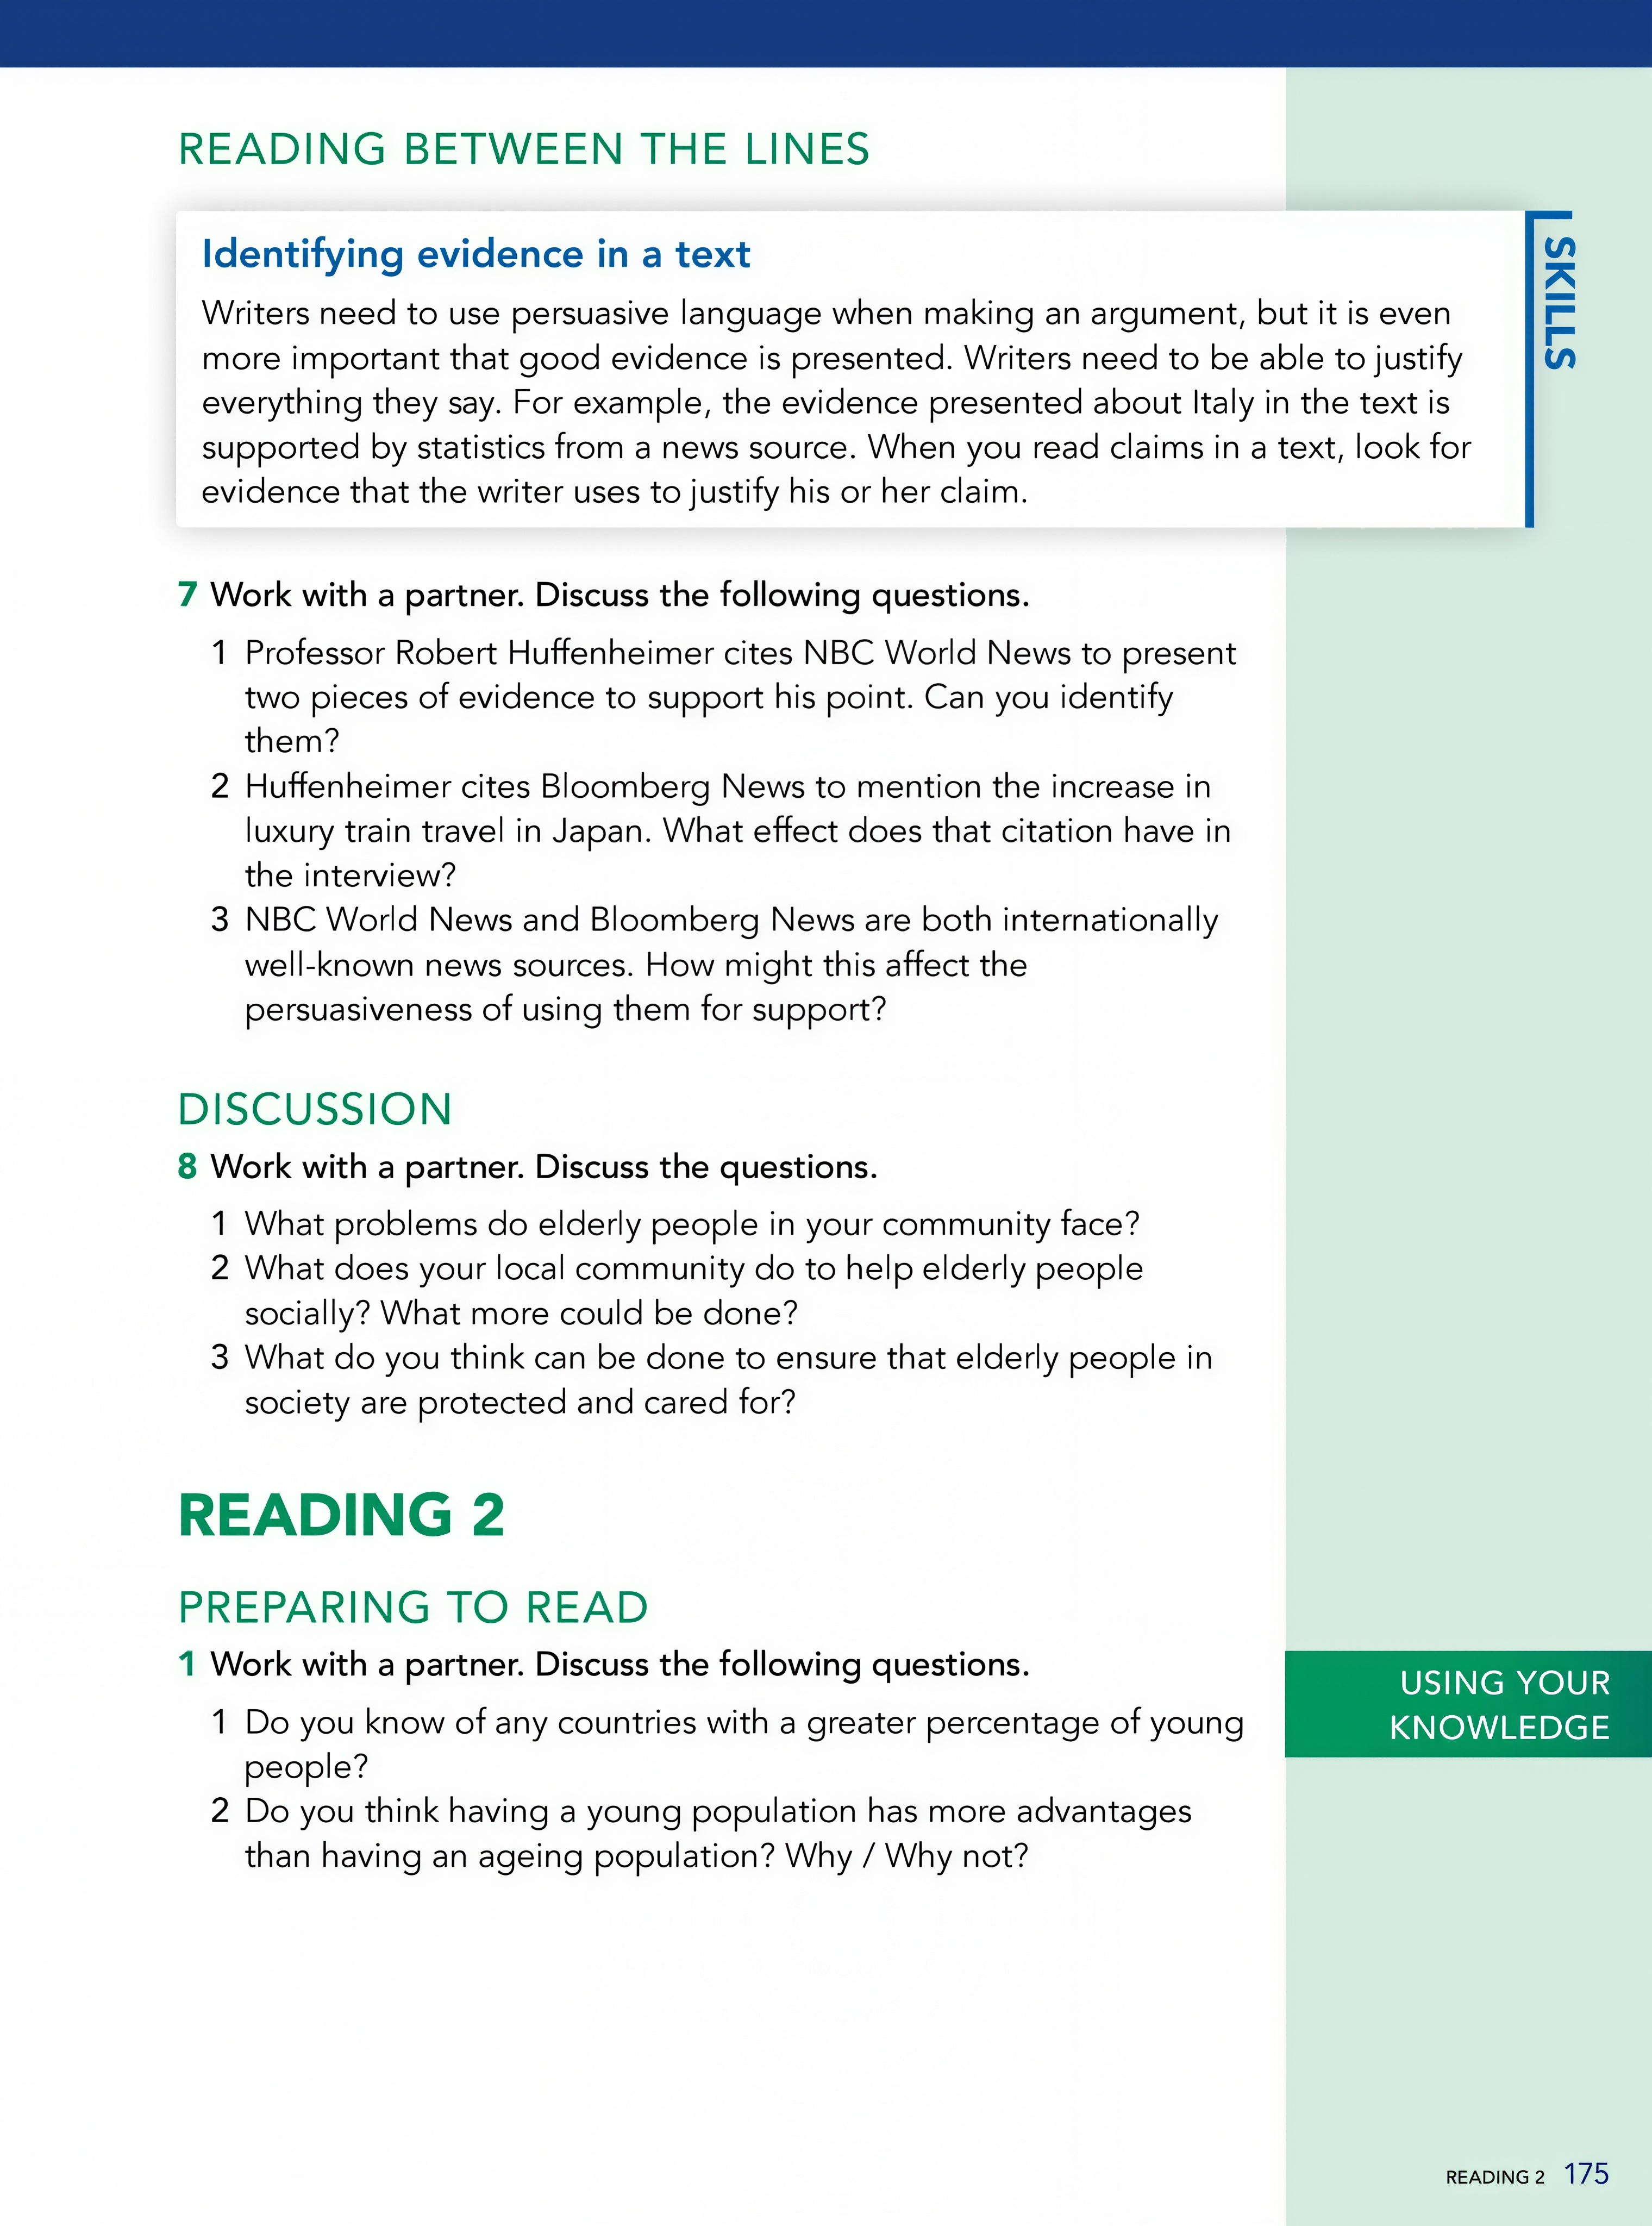 READING BETWEEN THE LINES
Identifying evidence in a text
Writers need to use persuasive language when making an argument, but it is even
more important that good evidence is presented. Writers need to be able to justify
everything they say. For example, the evidence presented about Italy in the text is
supported by statistics from a news source. When you read claims in a text, look for
evidence that the writer uses to justify his or her claim.
SKILLS
7 Work with a partner. Discuss the following questions.
1 Professor Robert Huffenheimer cites NBC World News to present
two pieces of evidence to support his point. Can you identify
them?
2 Huffenheimer cites Bloomberg News to mention the increase in
luxury train travel in Japan. What effect does that citation have in
the interview?
3 NBC World News and Bloomberg News are both internationally
well-known news sources. How might this affect the
persuasiveness of using them for support?
DISCUSSION
8 Work with a partner. Discuss the questions.
1 What problems do elderly people in your community face?
2 What does your local community do to help elderly people
socially? What more could be done?
3 What do you think can be done to ensure that elderly people in
society are protected and cared for?
READING 2
PREPARING TO READ
1 Work with a partner. Discuss the following questions.
1 Do you know of any countries with a greater percentage of young
people?
2 Do you think having a young population has more advantages
than having an ageing population? Why / Why not?
USING YOUR
KNOWLEDGE
READING 2 175